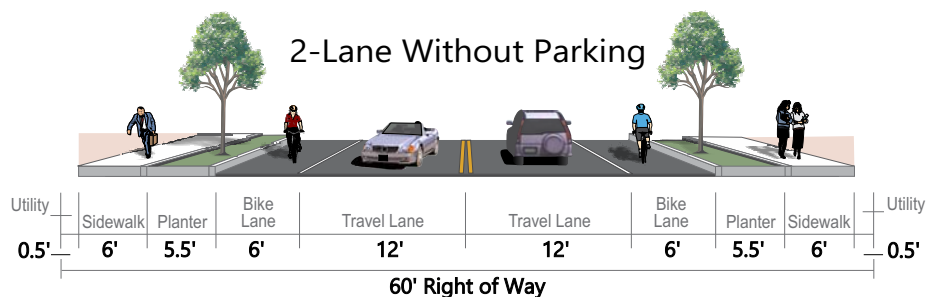 2-Lane Without Parking
Utility Sidewalk Planter Bike Lane Travel Lane Travel Lane Bike Lane Planter Sidewalk Utility
0.5' 6' 5.5' 6' 12' 12' 6' 5.5' 6' 0.5'
60' Right of Way